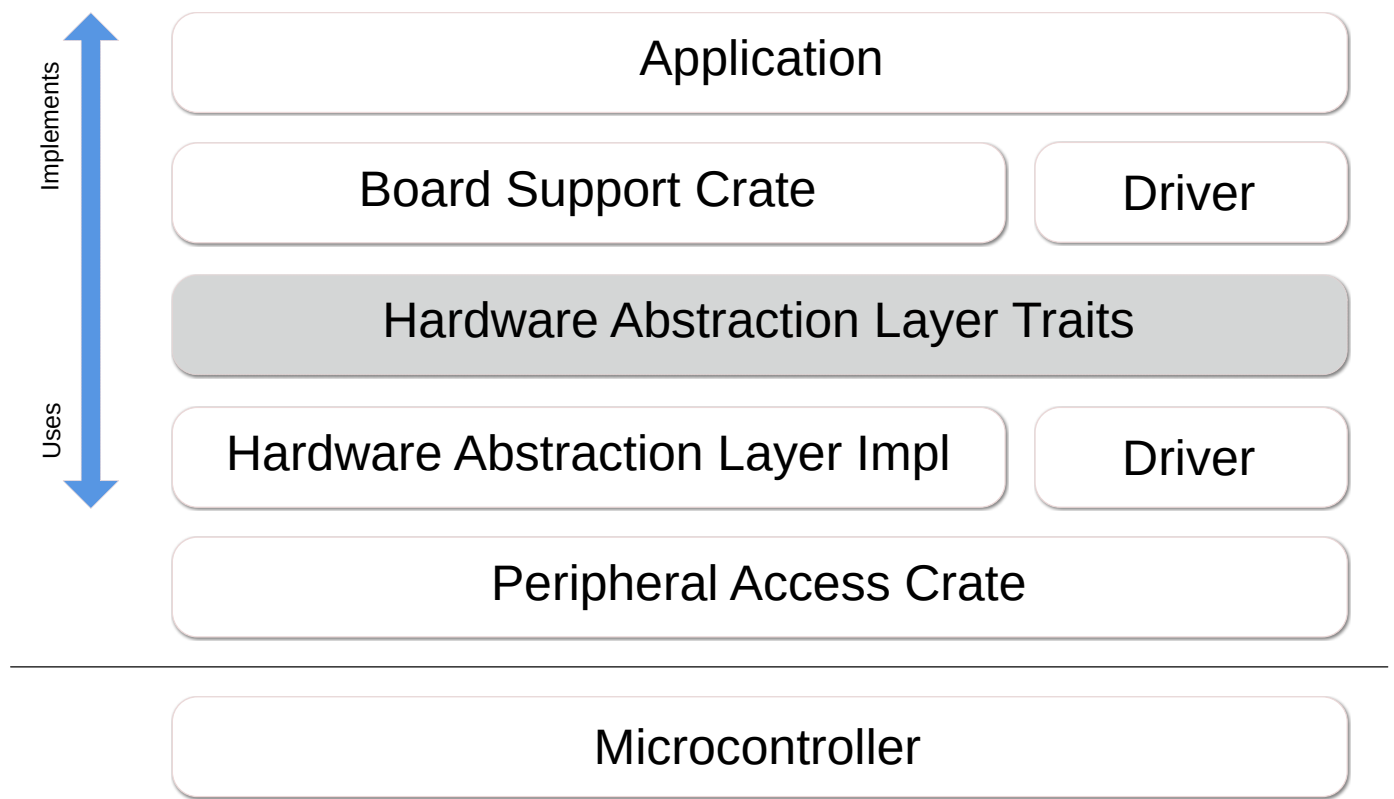 Implements
Application
Board Support Crate
Driver
Hardware Abstraction Layer Traits
Uses
Hardware Abstraction Layer Impl
Driver
Peripheral Access Crate
Microcontroller